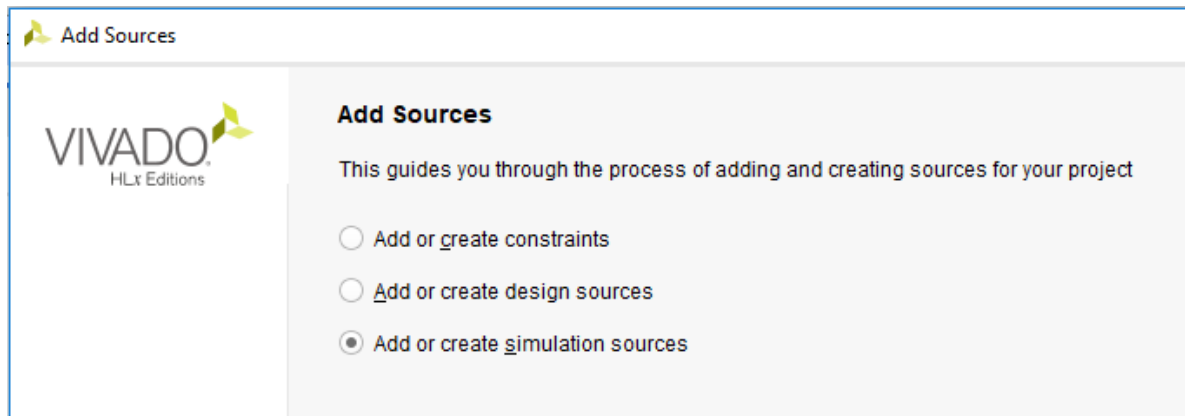 Add Sources
VIVADO
HLx Editions
Add Sources
This guides you through the process of adding and creating sources for your project
Add or create constraints
Add or create design sources
Add or create simulation sources